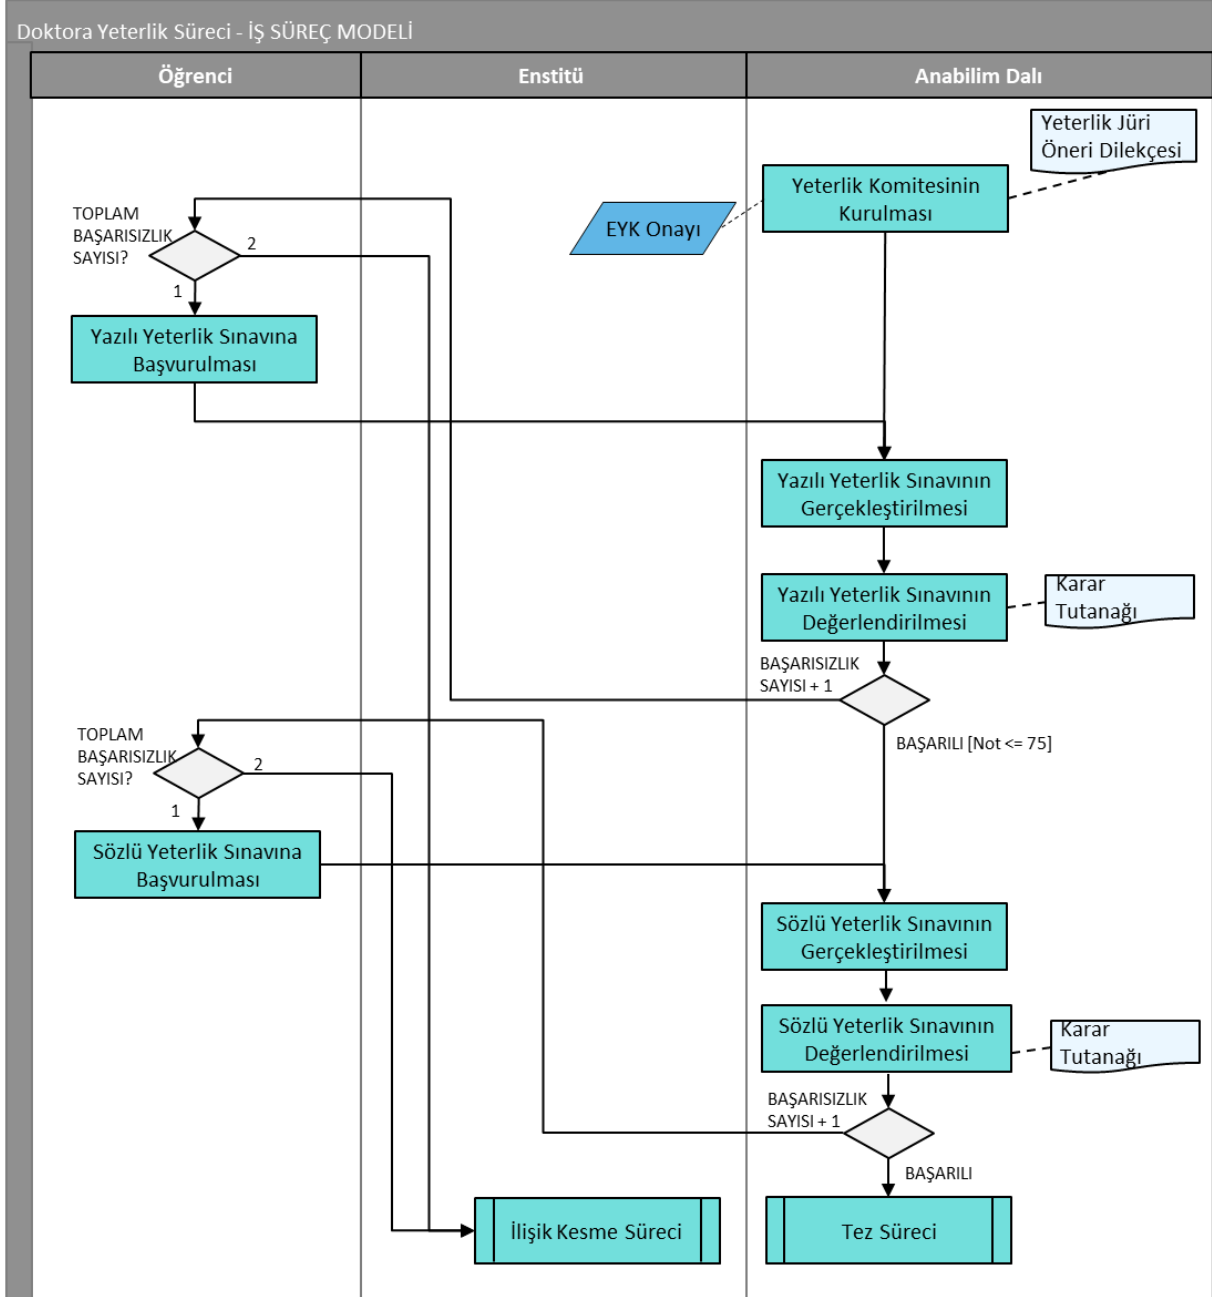 Doktora Yeterlik Süreci - İŞ SÜREÇ MODELİ
Öğrenci
Enstitü
Anabilim Dalı
Yeterlik Jüri
Öneri Dilekçesi
Yeterlik Komitesinin
Kurulması
EYK Onayı
TOPLAM
BAŞARISIZLIK
SAYISI?
2
1
Yazılı Yeterlik Sınavına
Başvurulması
Yazılı Yeterlik Sınavının
Gerçekleştirilmesi
Yazılı Yeterlik Sınavının
Değerlendirilmesi
Karar
Tutanağı
BAŞARISIZLIK
SAYISI + 1
BAŞARILI [Not <= 75]
TOPLAM
BAŞARISIZLIK
SAYISI?
2
1
Sözlü Yeterlik Sınavına
Başvurulması
Sözlü Yeterlik Sınavının
Gerçekleştirilmesi
Sözlü Yeterlik Sınavının
Değerlendirilmesi
Karar
Tutanağı
BAŞARISIZLIK
SAYISI + 1
BAŞARILI
İlişik Kesme Süreci
Tez Süreci